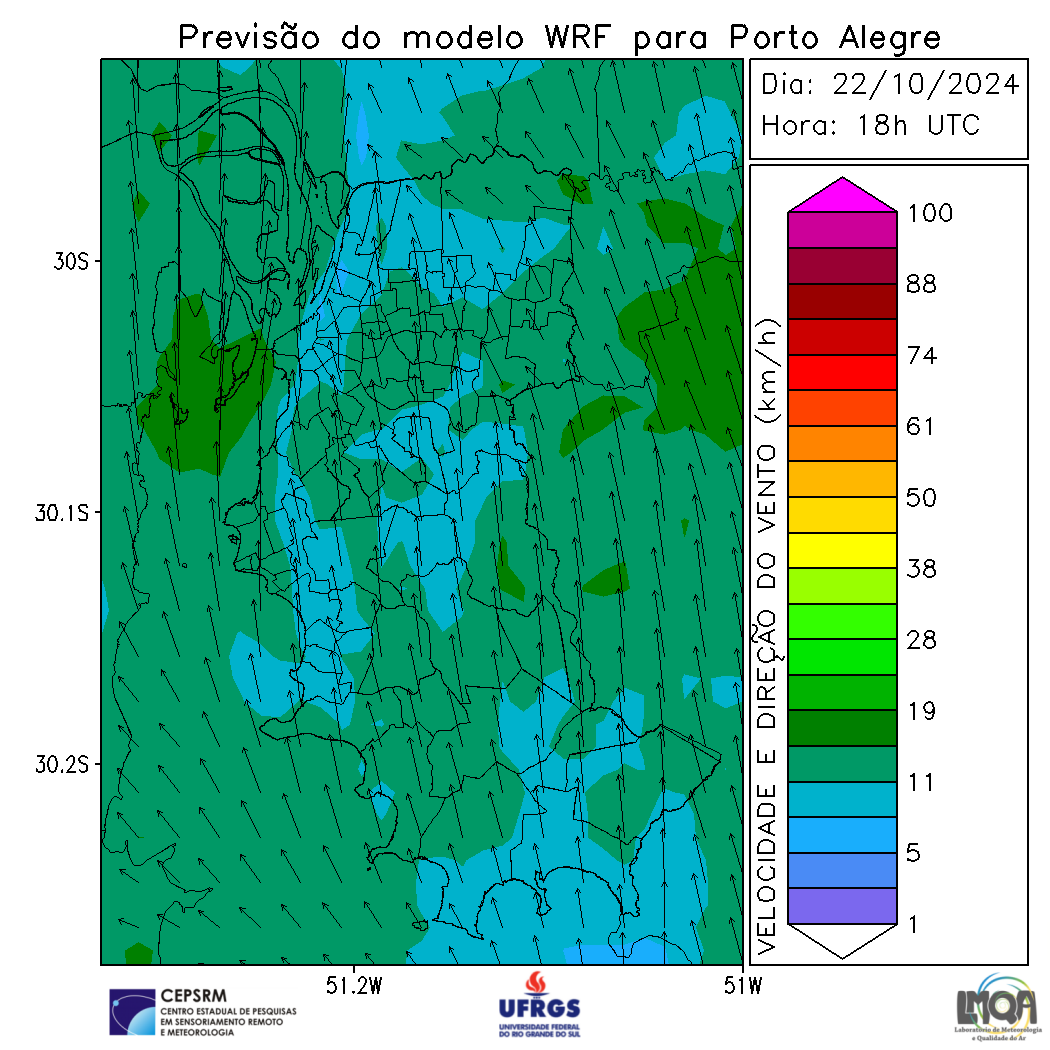 Previsão do modelo WRF para Porto Alegre
Dia: 22/10/2024
Hora: 18h UTC
30S
30.1S
30.2S
51.2W
51W
VELOCIDADE E DIREÇÃO DO VENTO (km/h)
100
88
74
61
50
38
28
19
11
5
1
CEPSRM
CENTRO ESTADUAL DE PESQUISAS
EM SENSORIAMENTO REMOTO
E METEOROLOGIA
UFRGS
UNIVERSIDADE FEDERAL
DO RIO GRANDE DO SUL
LMQA
Laboratório de Meteorologia
e Qualidade do Ar